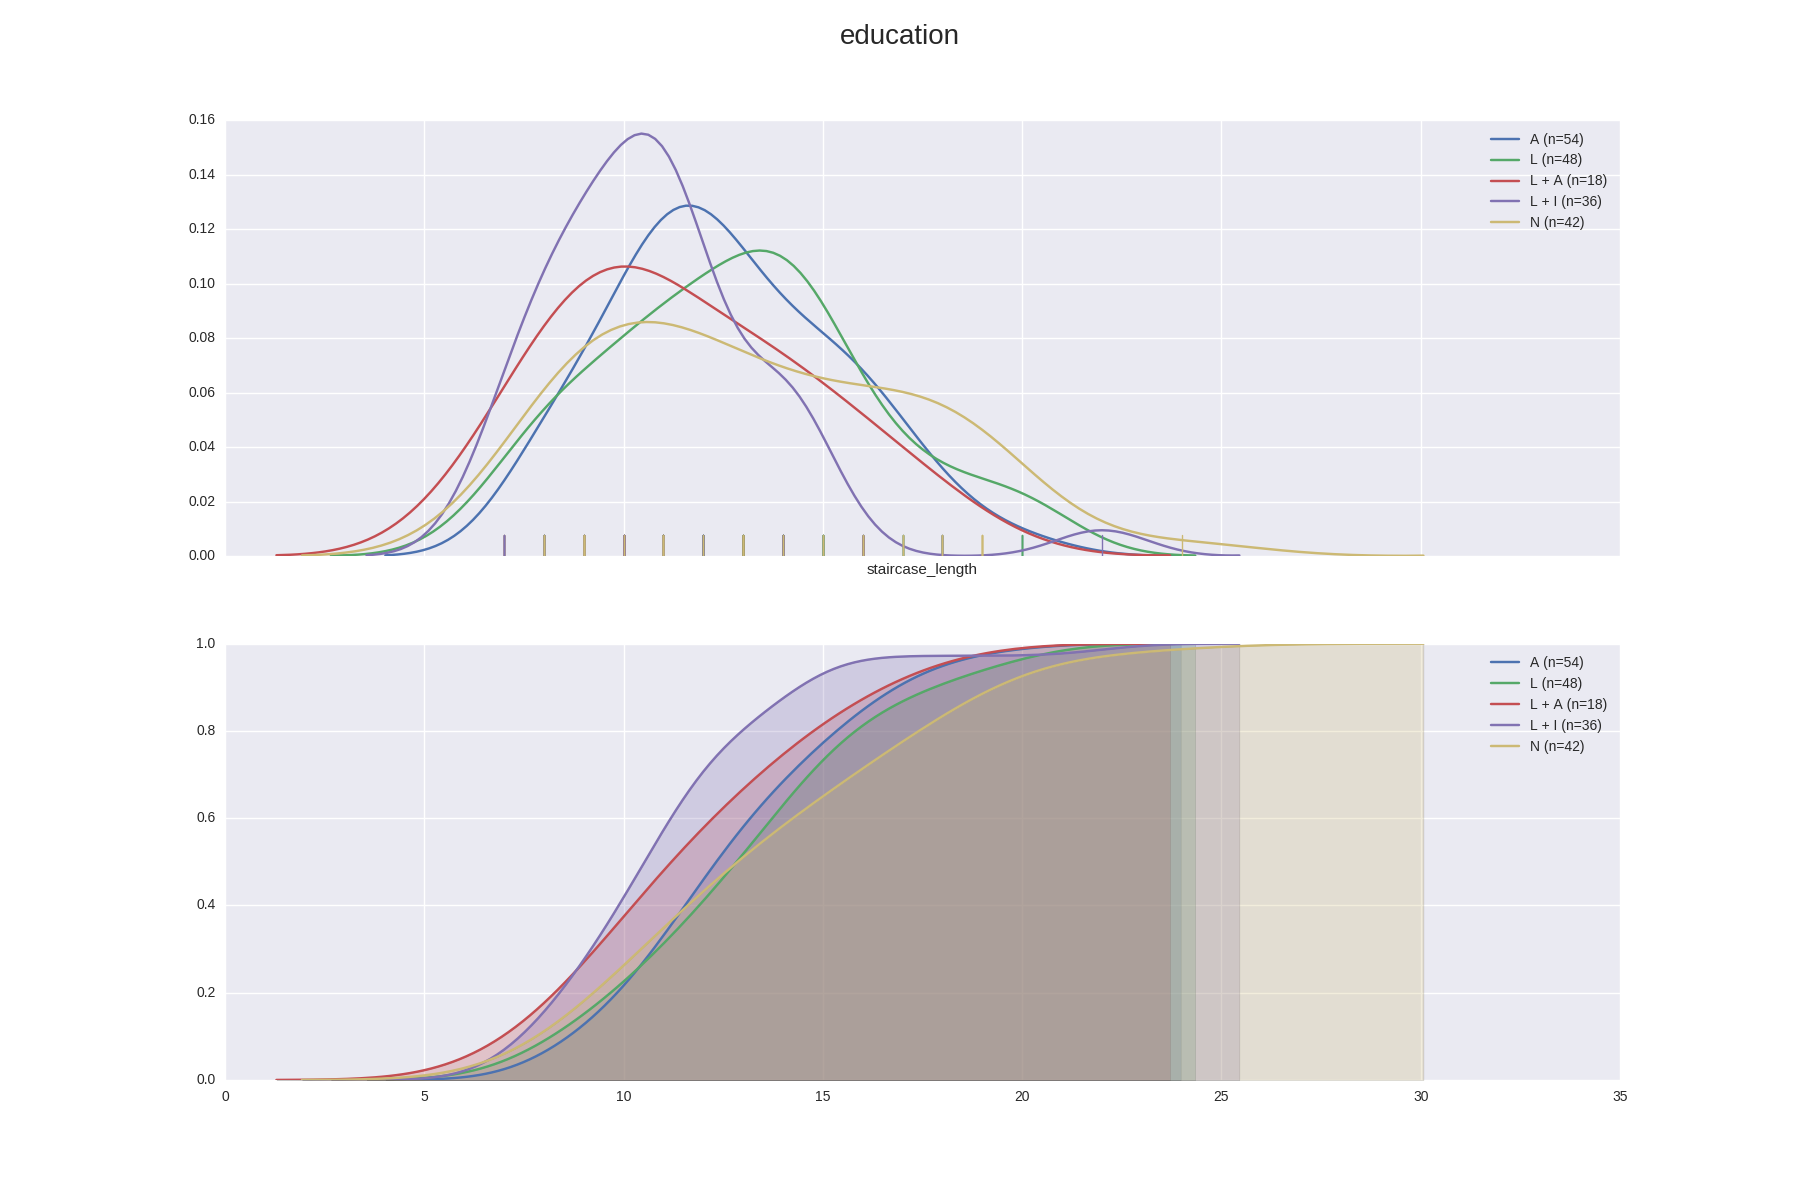 education
0.16
0.14
0.12
0.10
0.08
0.06
0.04
0.02
0.00
A (n=54)
L (n=48)
L + A (n=18)
L + I (n=36)
N (n=42)
staircase_length
1.0
0.8
0.6
0.4
0.2
0.0
A (n=54)
L (n=48)
L + A (n=18)
L + I (n=36)
N (n=42)
0 5 10 15 20 25 30 35